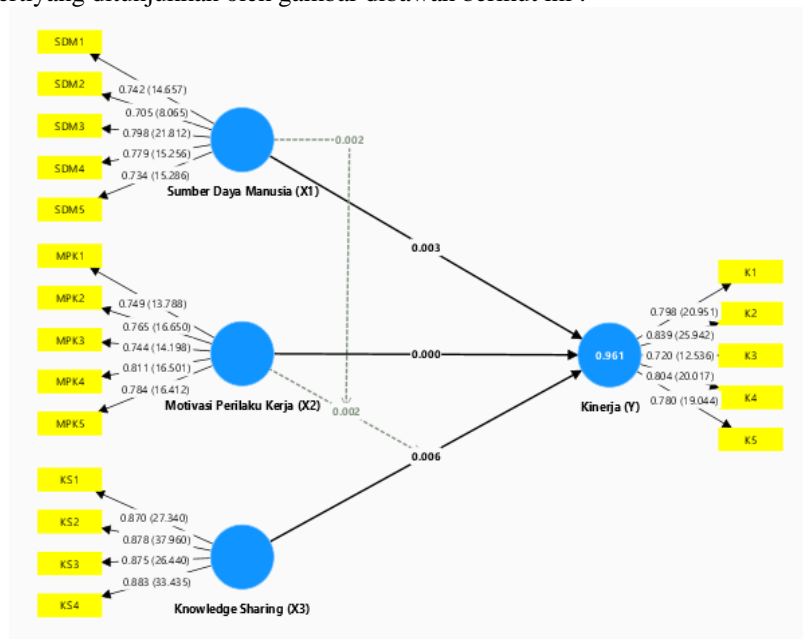 SDM1
SDM2
SDM3
SDM4
SDM5
0.742 (14.657)
0.705 (8.065)
0.798 (21.812)
0.779 (15.256)
0.734 (15.286)
0.002
Sumber Daya Manusia (X1)
0.003
MPK1
MPK2
MPK3
MPK4
MPK5
0.749 (13.788)
0.765 (16.650)
0.744 (14.198)
0.811 (16.501)
0.784 (16.412)
0.000
Motivasi Perilaku Kerja (X2)
0.002
0.006
KS1
KS2
KS3
KS4
0.870 (27.340)
0.878 (37.960)
0.875 (26.440)
0.883 (33.435)
Knowledge Sharing (X3)
0.961
Kinerja (Y)
0.798 (20.951)
0.839 (25.942)
0.720 (12.536)
0.804 (20.017)
0.780 (19.044)
K1
K2
K3
K4
K5